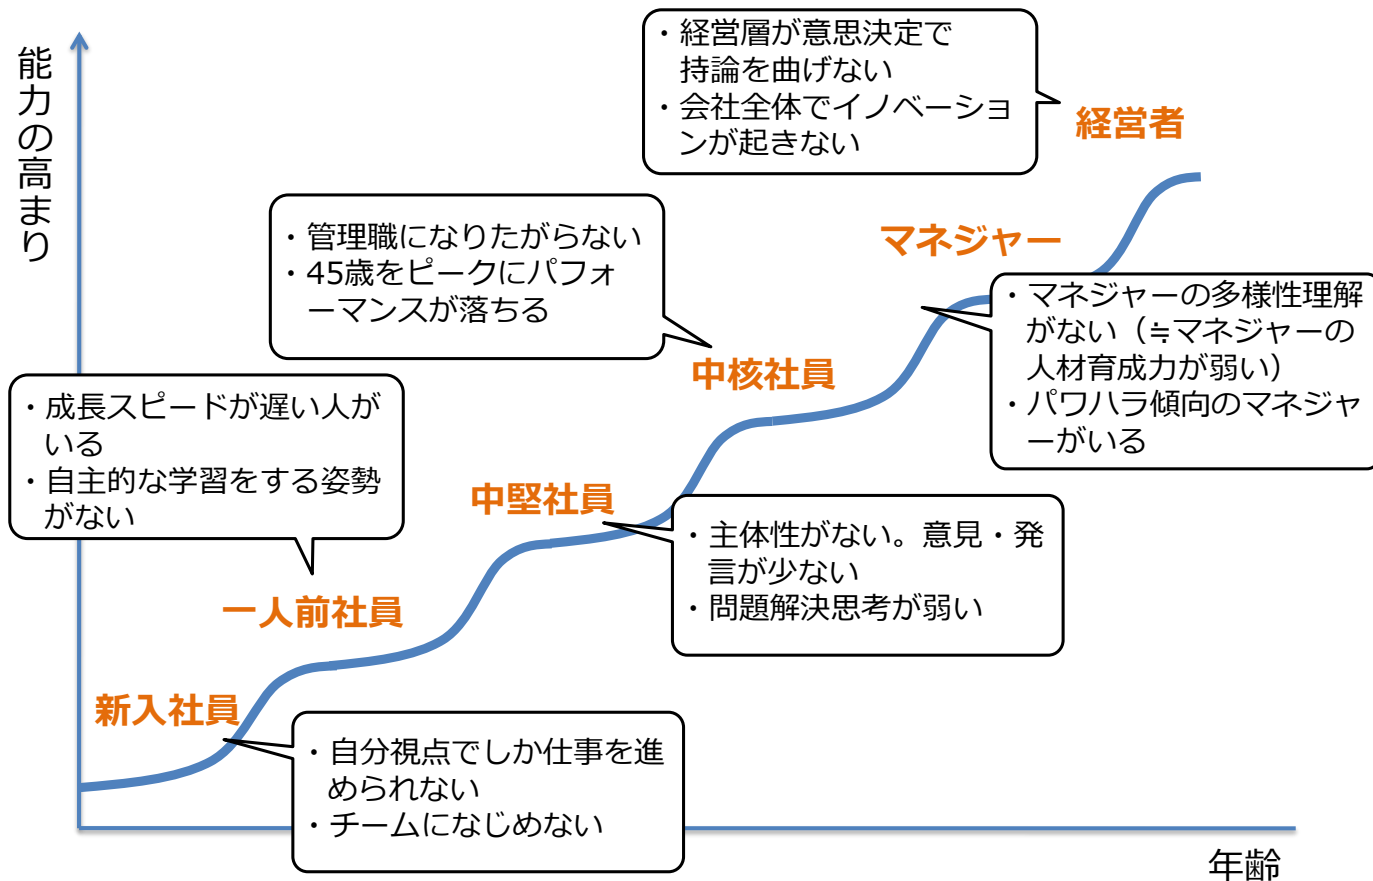 能力の高まり
・経営層が意思決定で
持論を曲げない
・会社全体でイノベーショ
ンが起きない
経営者
・管理職になりたがらない
・45歳をピークにパフォ
ーマンスが落ちる
マネジャー
・マネジャーの多様性理解
がない（≒マネジャーの
人材育成力が弱い）
・パワハラ傾向のマネジャ
ーがいる
中核社員
・成長スピードが遅い人が
いる
・自主的な学習をする姿勢
がない
中堅社員
・主体性がない。意見・発
言が少ない
・問題解決思考が弱い
一人前社員
新入社員
・自分視点でしか仕事を進
められない
・チームになじめない
年齢